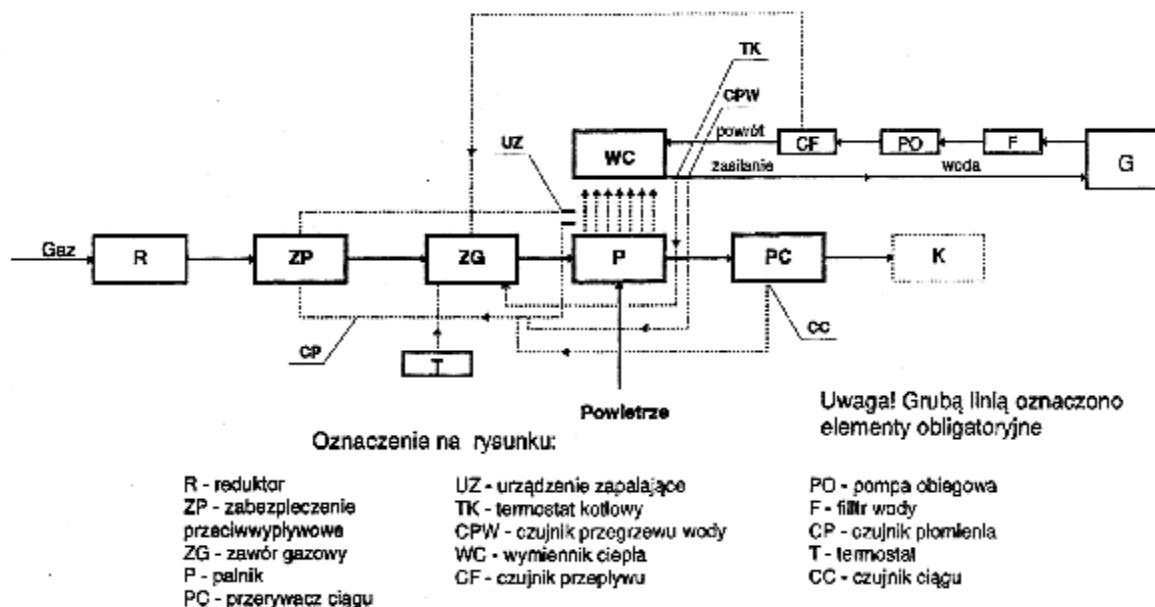 TK
CPW
UZ
WC
powrót
CF
PO
F
G
zasilanie
woda
Gaz
R
ZP
ZG
P
PC
K
CP
T
CC
Powietrze
Uwaga! Grubą linią oznaczono
elementy obligatoryjne
Oznaczenia na rysunku:
R - reduktor
ZP - zabezpieczenie
przeciwwypływowe
ZG - zawór gazowy
P - palnik
PC - przerywacz ciągu
UZ - urządzenie zapalające
TK - termostat kotłowy
CPW - czujnik przegrzewu wody
WC - wymiennik ciepła
CF - czujnik przepływu
PO - pompa obiegowa
F - filltr wody
CP - czujnik płomienia
T - termostat
CC - czujnik ciągu